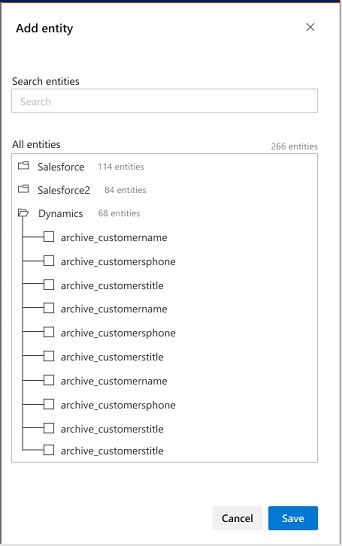 Add entity
Search entities
Search
All entities 266 entities
Salesforce 114 entities
Salesforce2 84 entities
Dynamics 68 entities
archive_customername
archive_customersphone
archive_customerstitle
archive_customername
archive_customersphone
archive_customerstitle
archive_customername
archive_customersphone
archive_customerstitle
archive_customerstitle
Cancel Save